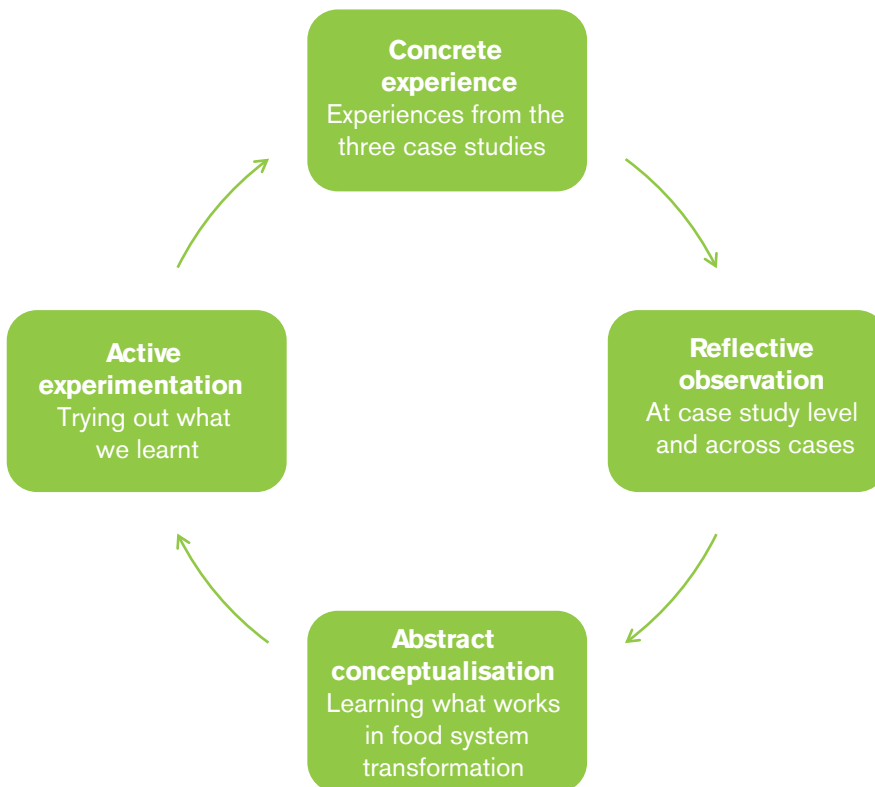 Concrete
experience
Experiences from the
three case studies
Reflective
observation
At case study level
and across cases
Abstract
conceptualisation
Learning what works
in food system
transformation
Active
experimentation
Trying out what
we learnt